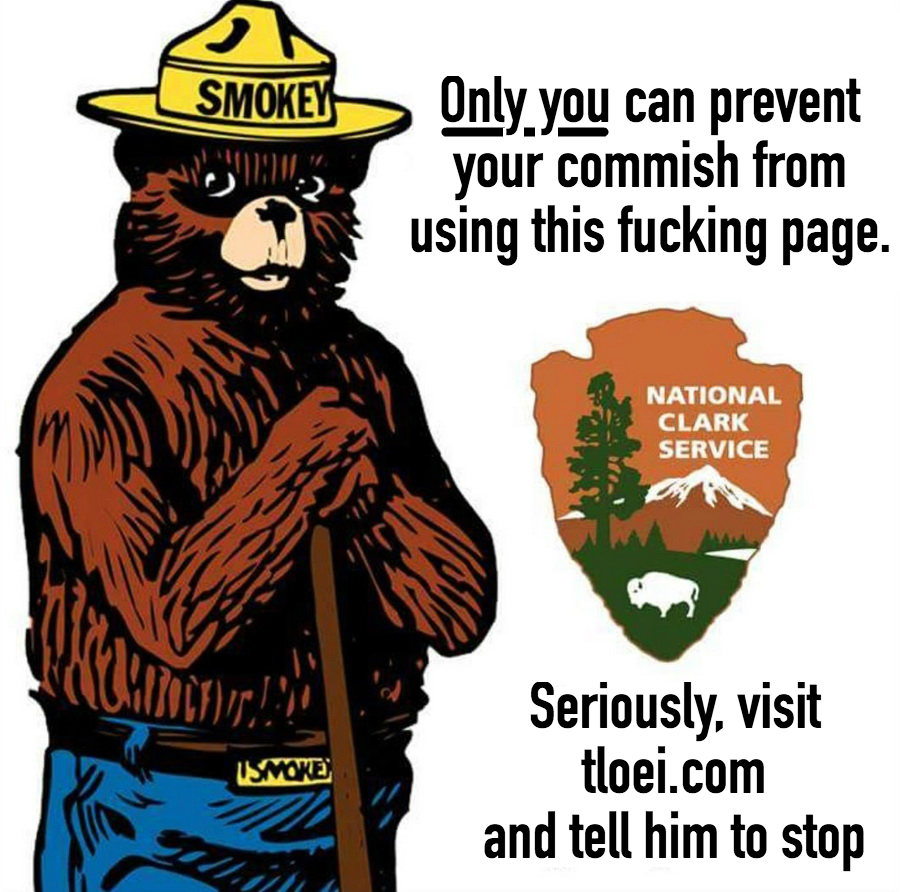 SMOKEY
Only you can prevent
your commish from
using this fucking page.
NATIONAL
CLARK
SERVICE
SMOKEY
Seriously, visit
tloei.com
and tell him to stop